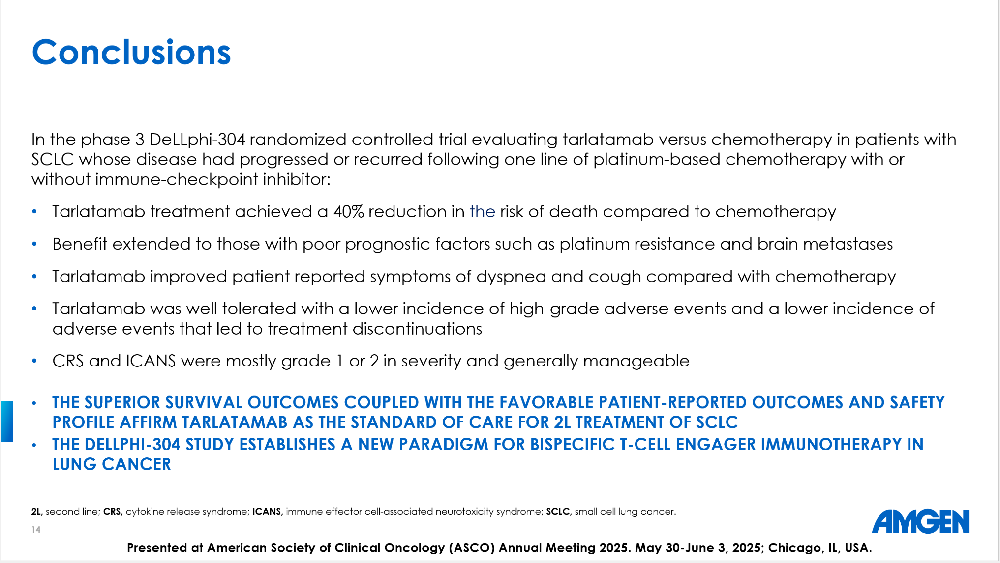 Conclusions
In the phase 3 DeLLphi-304 randomized controlled trial evaluating tarlatamab versus chemotherapy in patients with
SCLC whose disease had progressed or recurred following one line of platinum-based chemotherapy with or
without immune-checkpoint inhibitor:
• Tarlatamab treatment achieved a 40% reduction in the risk of death compared to chemotherapy
• Benefit extended to those with poor prognostic factors such as platinum resistance and brain metastases
• Tarlatamab improved patient reported symptoms of dyspnea and cough compared with chemotherapy
• Tarlatamab was well tolerated with a lower incidence of high-grade adverse events and a lower incidence of
adverse events that led to treatment discontinuations
• CRS and ICANS were mostly grade 1 or 2 in severity and generally manageable
• THE SUPERIOR SURVIVAL OUTCOMES COUPLED WITH THE FAVORABLE PATIENT-REPORTED OUTCOMES AND SAFETY
PROFILE AFFIRM TARLATAMAB AS THE STANDARD OF CARE FOR 2L TREATMENT OF SCLC
• THE DELLPHI-304 STUDY ESTABLISHES A NEW PARADIGM FOR BISPECIFIC T-CELL ENGAGER IMMUNOTHERAPY IN
LUNG CANCER
2L, second line; CRS, cytokine release syndrome; ICANS, immune effector cell-associated neurotoxicity syndrome; SCLC, small cell lung cancer.
AMGEN
14
Presented at American Society of Clinical Oncology (ASCO) Annual Meeting 2025. May 30-June 3, 2025; Chicago, IL, USA.